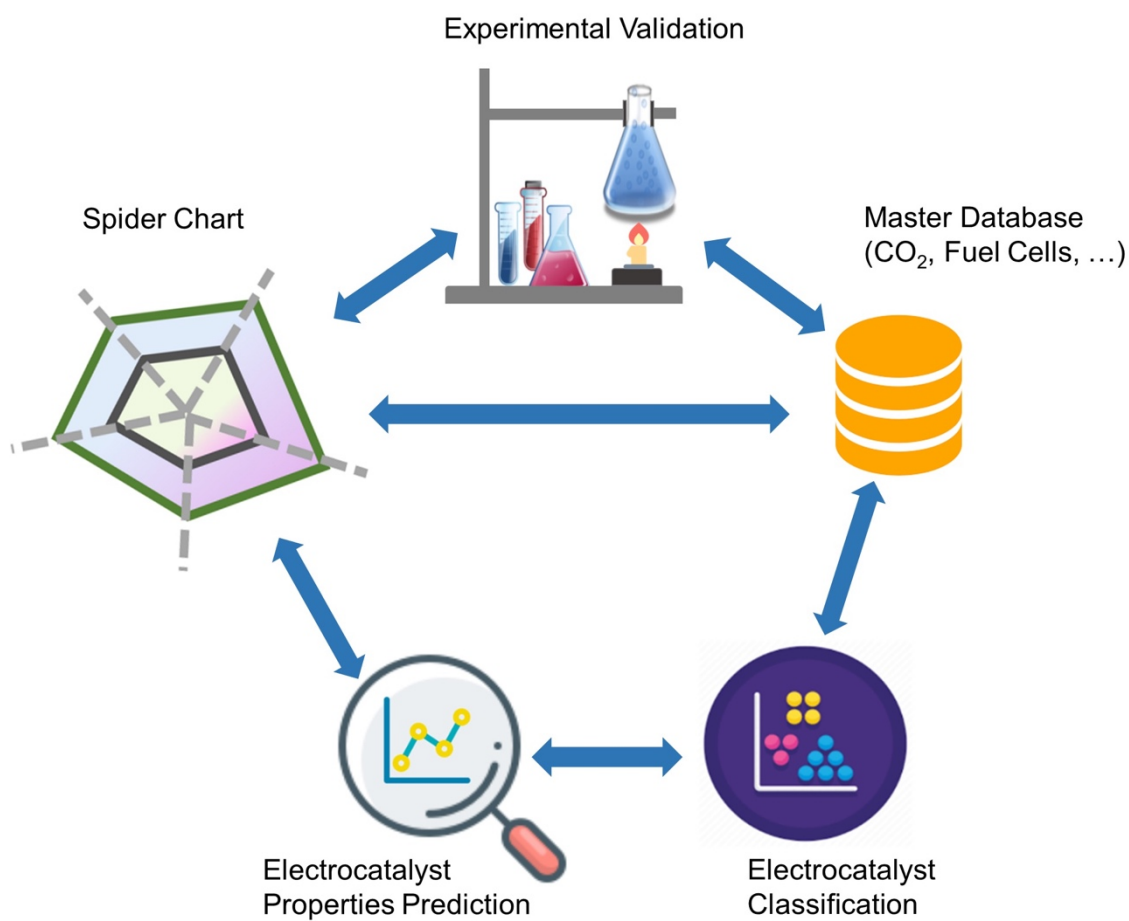 Experimental Validation
Spider Chart
Master Database
(CO₂, Fuel Cells, …)
Electrocatalyst
Properties Prediction
Electrocatalyst
Classification